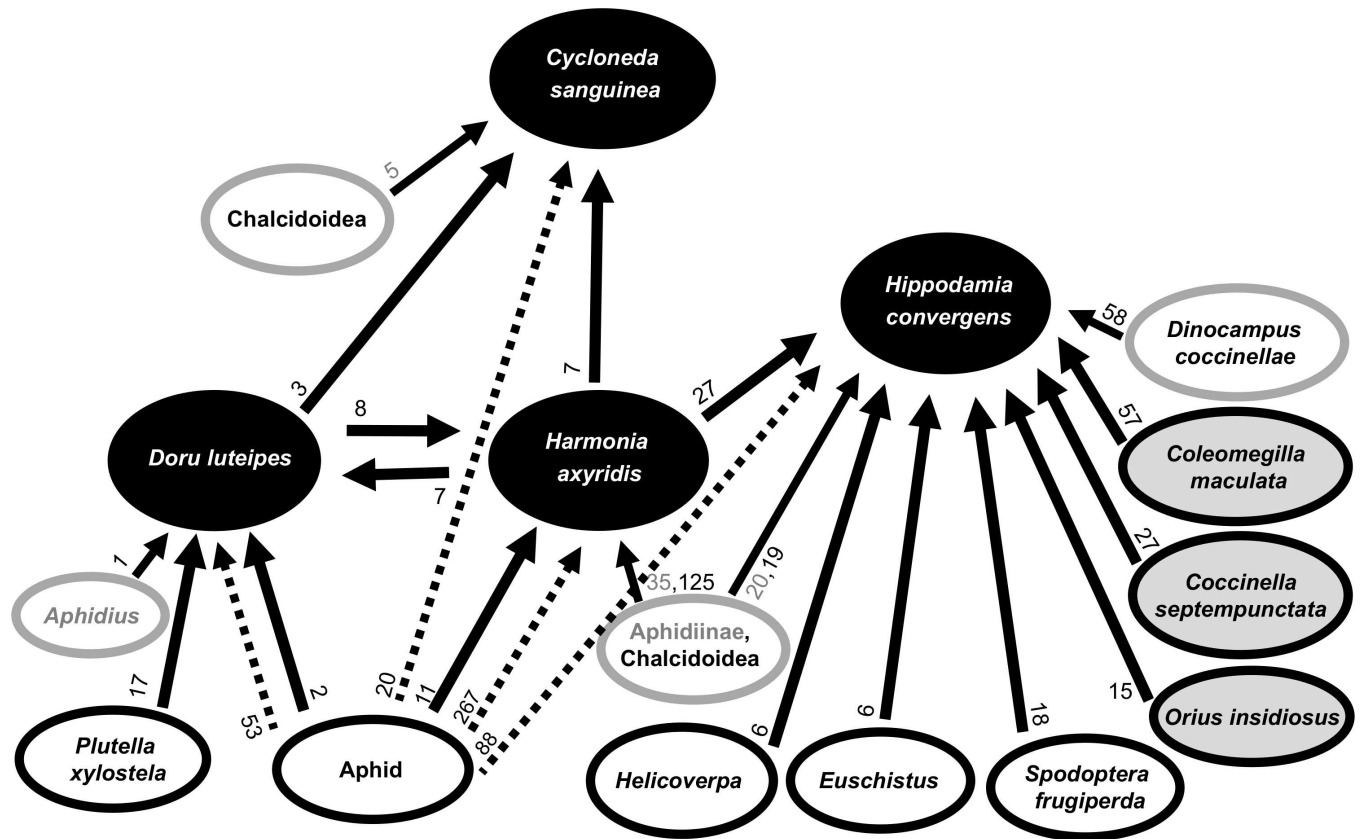 Cycloneda
sanguinea
5
Chalcidoidea
Hippodamia
convergens
58
Dinocampus
coccinellae
3
7
27
57
8
Doru luteipes
Harmonia
axyridis
7
Coleomegilla
maculata
1
35,125
20,19
27
Aphidius
Aphidiinae,
Chalcidoidea
Coccinella
septempunctata
17
53
2
20
11
267
88
6
6
18
15
Orius insidiosus
Plutella
xylostela
Aphid
Helicoverpa
Euschistus
Spodoptera
frugiperda